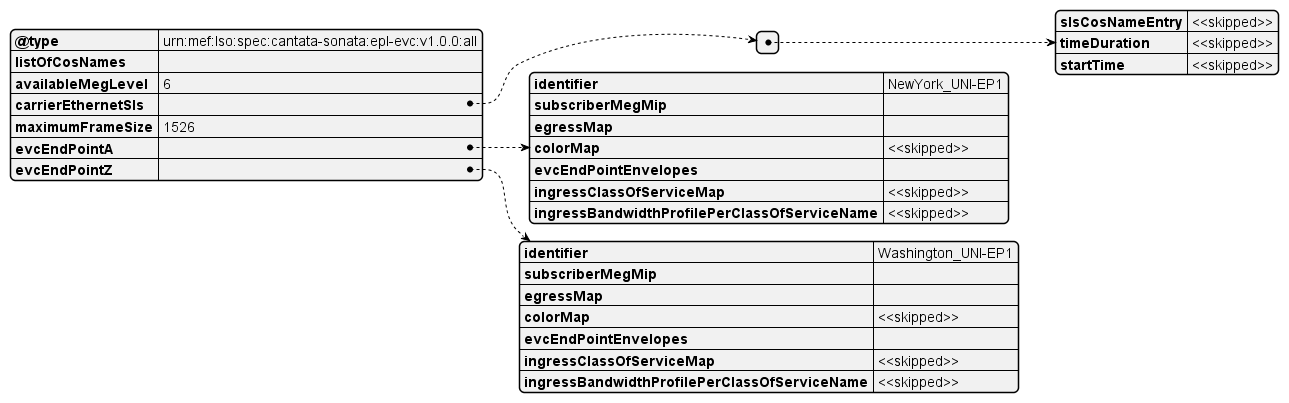 @type urn:mef:lso:spec:cantata-sonata:epl-evc:v1.0.0:all
listOfCosNames
availableMegLevel 6
carrierEthernetSls
maximumFrameSize 1526
evcEndPointA
evcEndPointZ
slsCosNameEntry <<skipped>>
timeDuration <<skipped>>
startTime <<skipped>>
identifier NewYork_UNI-EP1
subscriberMegMip
egressMap
colorMap <<skipped>>
evcEndPointEnvelopes
ingressClassOfServiceMap <<skipped>>
ingressBandwidthProfilePerClassOfServiceName <<skipped>>
identifier Washington_UNI-EP1
subscriberMegMip
egressMap
colorMap <<skipped>>
evcEndPointEnvelopes
ingressClassOfServiceMap <<skipped>>
ingressBandwidthProfilePerClassOfServiceName <<skipped>>